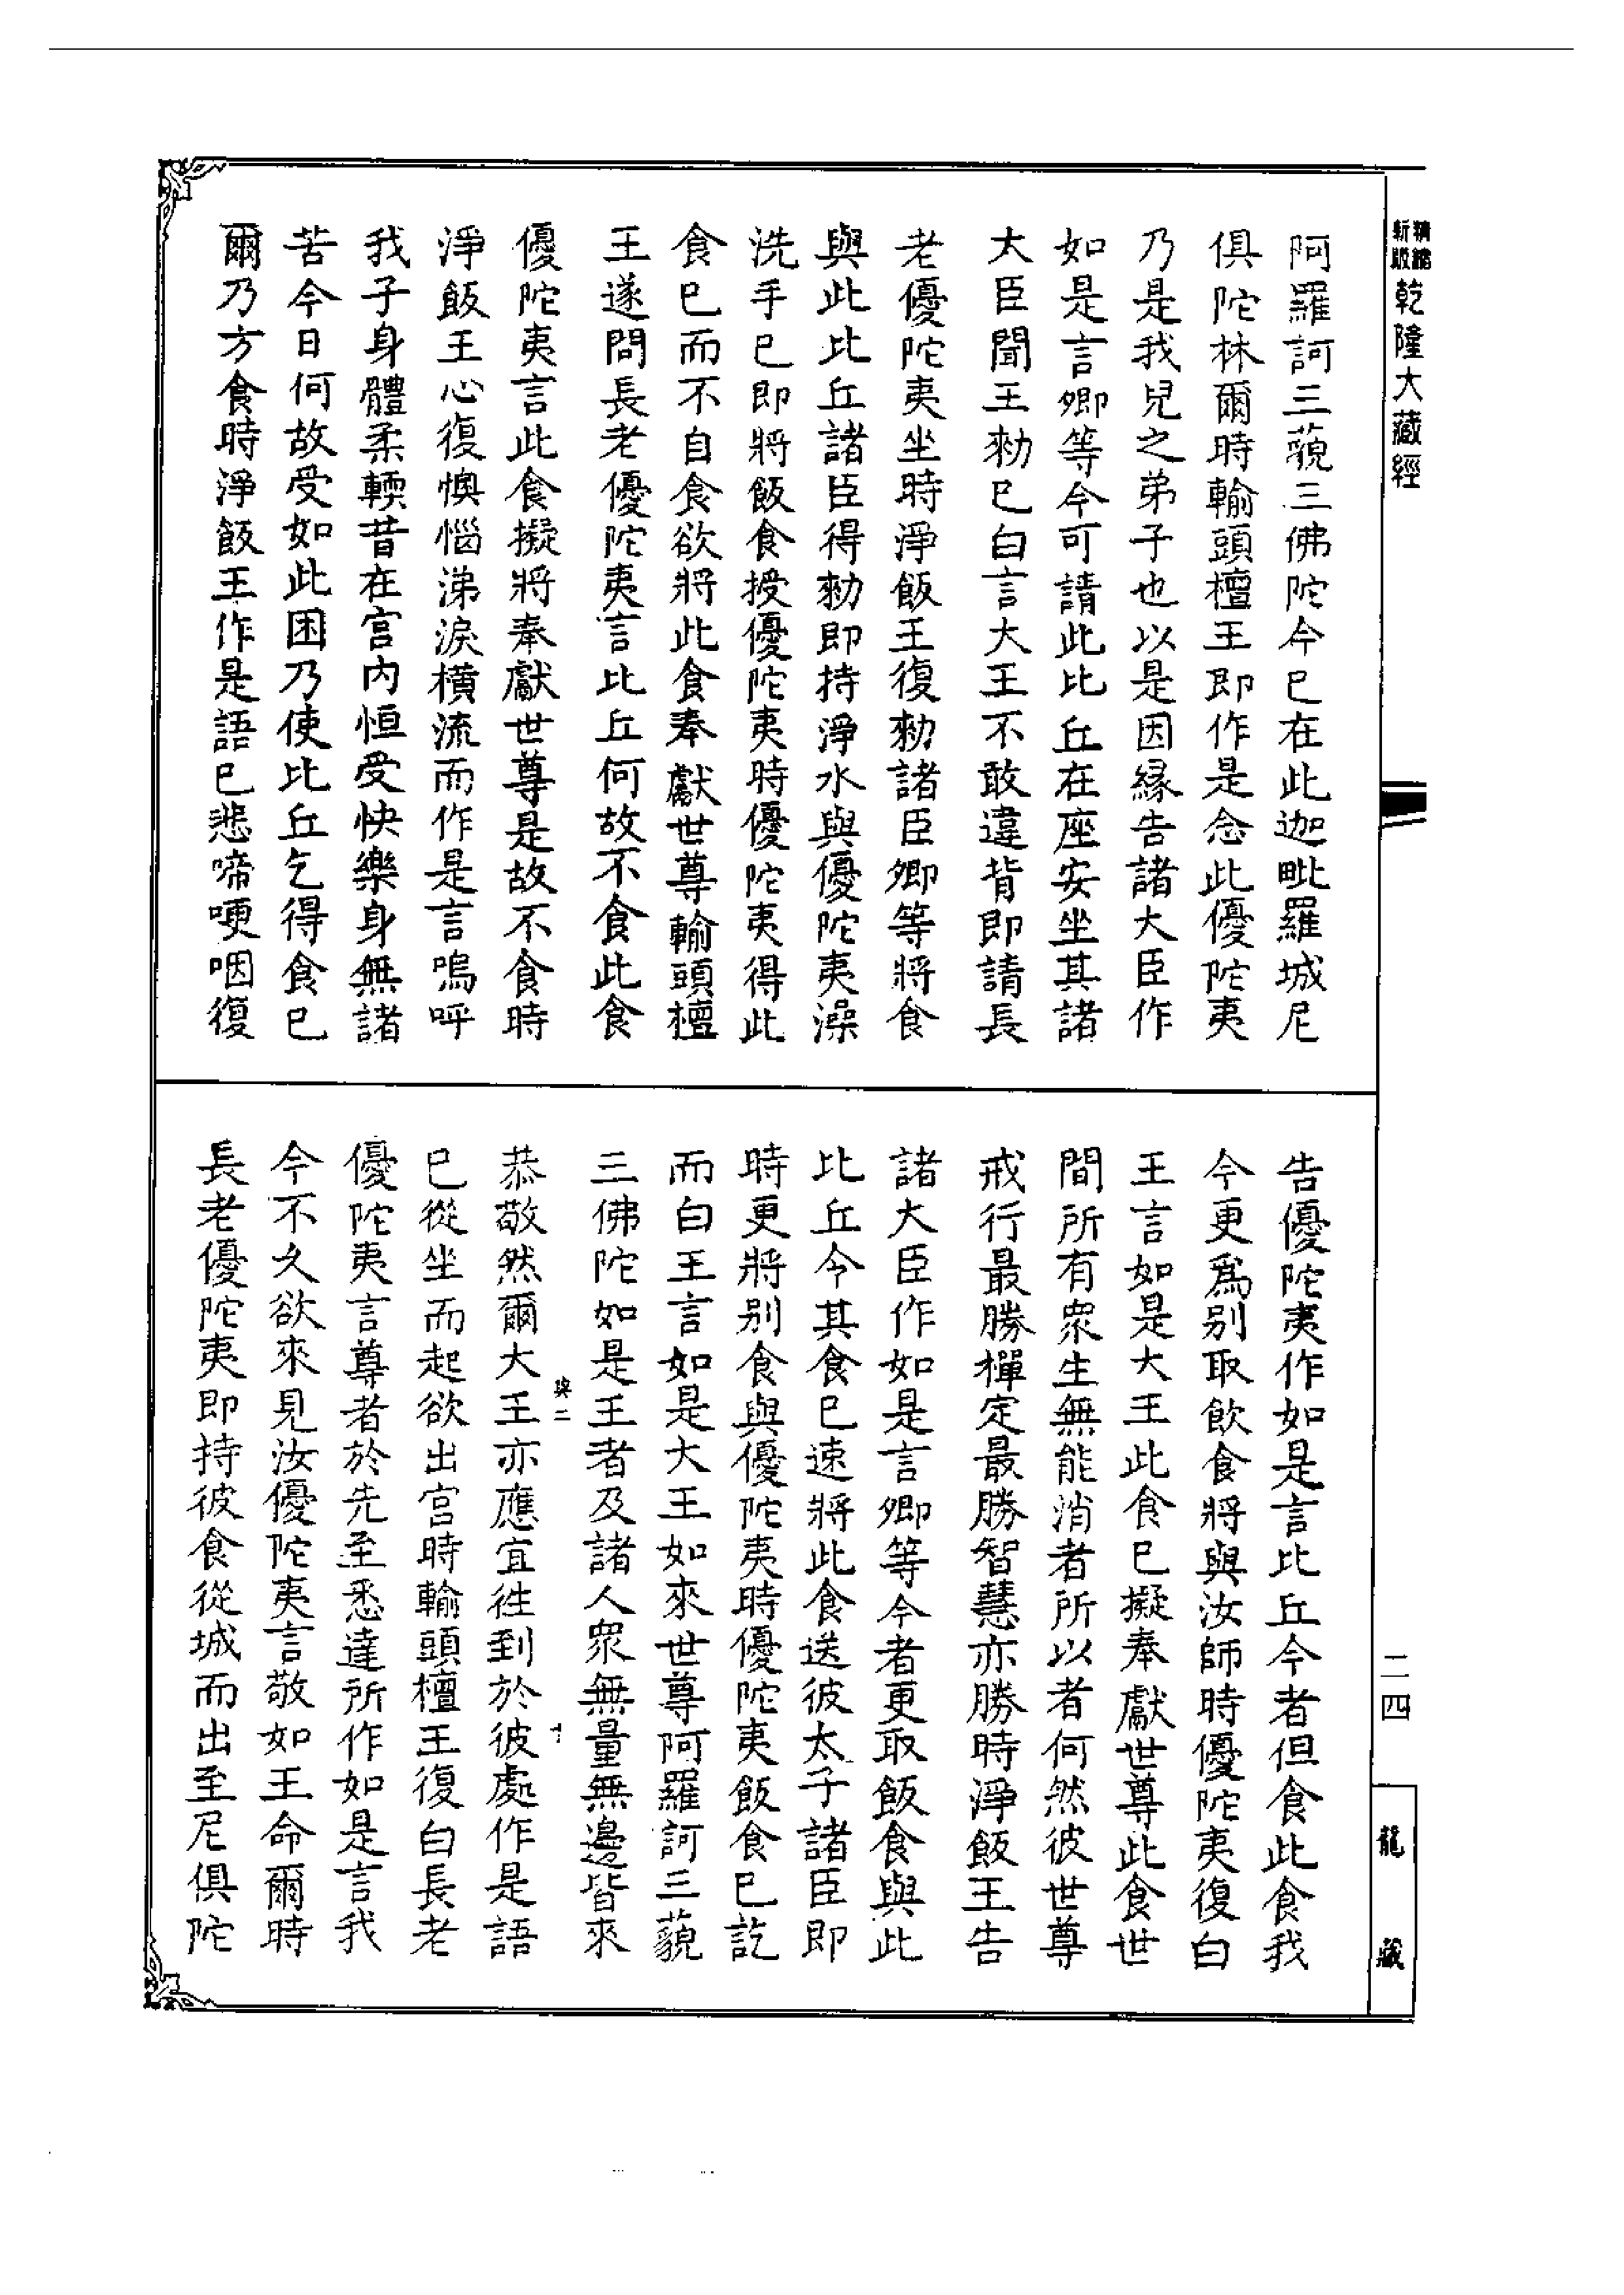 精縮
新版
乾隆大藏經
阿羅訶三藐三佛陀今已在此迦毗羅城尼
俱陀林爾時輸頭檀王即作是念此優陀夷
乃是我兒之弟子也以是因緣告諸大臣作
如是言卿等今可請此比丘在座安坐其諸
大臣聞王勑已白言大王不敢違背即請長
老優陀夷坐時淨飯王復勑諸臣卿等將食
與此比丘諸臣得勑即持淨水與優陀夷澡
洗手已即將飯食授優陀夷時優陀夷得此
食已而不自食欲將此食奉獻世尊輸頭檀
王遂問長老優陀夷言比丘何故不食此食
優陀夷言此食擬將奉獻世尊是故不食時
淨飯王心復懊惱涕淚橫流而作是言嗚呼
我子身體柔輭昔在宮內恒受快樂身無諸
苦今日何故受如此困乃使比丘乞得食已
爾乃方食時淨飯王作是語已悲啼哽咽復
告優陀夷作如是言比丘今者但食此食我
今更為別取飲食將與汝師時優陀夷復白
王言如是大王此食已擬奉獻世尊此食世
間所有眾生無能消者所以者何然彼世尊
戒行最勝禪定最勝智慧亦勝時淨飯王告
諸大臣作如是言卿等今者更取飯食與此
比丘今其食已速將此食送彼太子諸臣即
時更將別食與優陀夷時優陀夷飯食已訖
而白王言如是大王如來世尊阿羅訶三藐
三佛陀如是王者及諸人眾無量無邊皆來
恭敬然爾大王亦應宜往到於彼處作是語
已從坐而起欲出宮時輸頭檀王復白長老
優陀夷言尊者於先至悉達所作如是言我
今不久欲來見汝優陀夷言敬如王命爾時
長老優陀夷即持彼食從城而出至尼俱陀
二四
龍藏